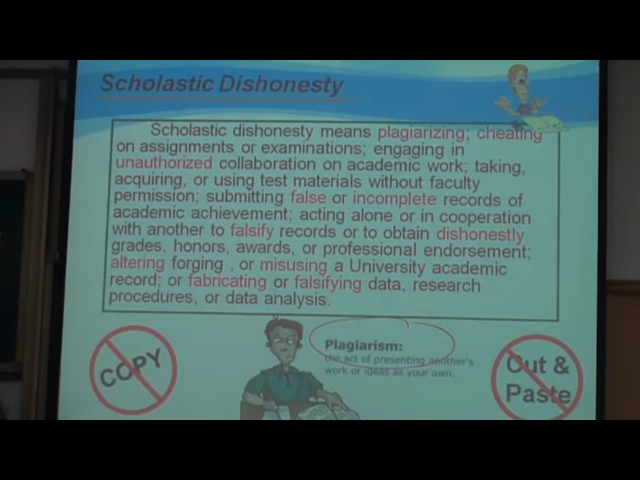 Scholastic Dishonesty
Scholastic dishonesty means plagiarizing; cheating
on assignments or examinations; engaging in
unauthorized collaboration on academic work; taking,
acquiring, or using test materials without faculty
permission; submitting false or incomplete records of
academic achievement; acting alone or in cooperation
with another to falsify records or to obtain dishonestly
grades, honors, awards, or professional endorsement;
altering forging , or misusing a University academic
record; or fabricating or falsifying data, research
procedures, or data analysis.
COPY
Plagiarism:
the act of presenting another's
work or ideas as your own.
Cut &
Paste